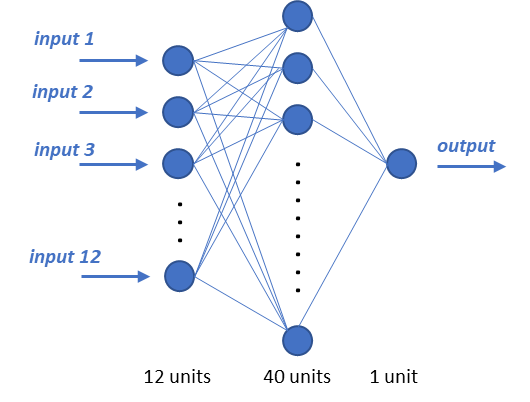 input 1
input 2
input 3
output
input 12
12 units
40 units
1 unit